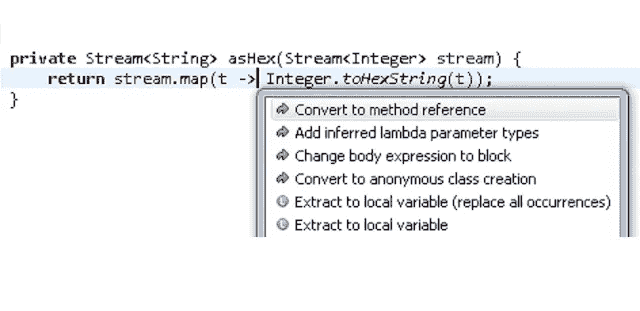 private Stream<String> asHex(Stream<Integer> stream) {
    return stream.map(t -> Integer.toHexString(t));
}
Convert to method reference
Add inferred lambda parameter types
Change body expression to block
Convert to anonymous class creation
Extract to local variable (replace all occurrences)
Extract to local variable